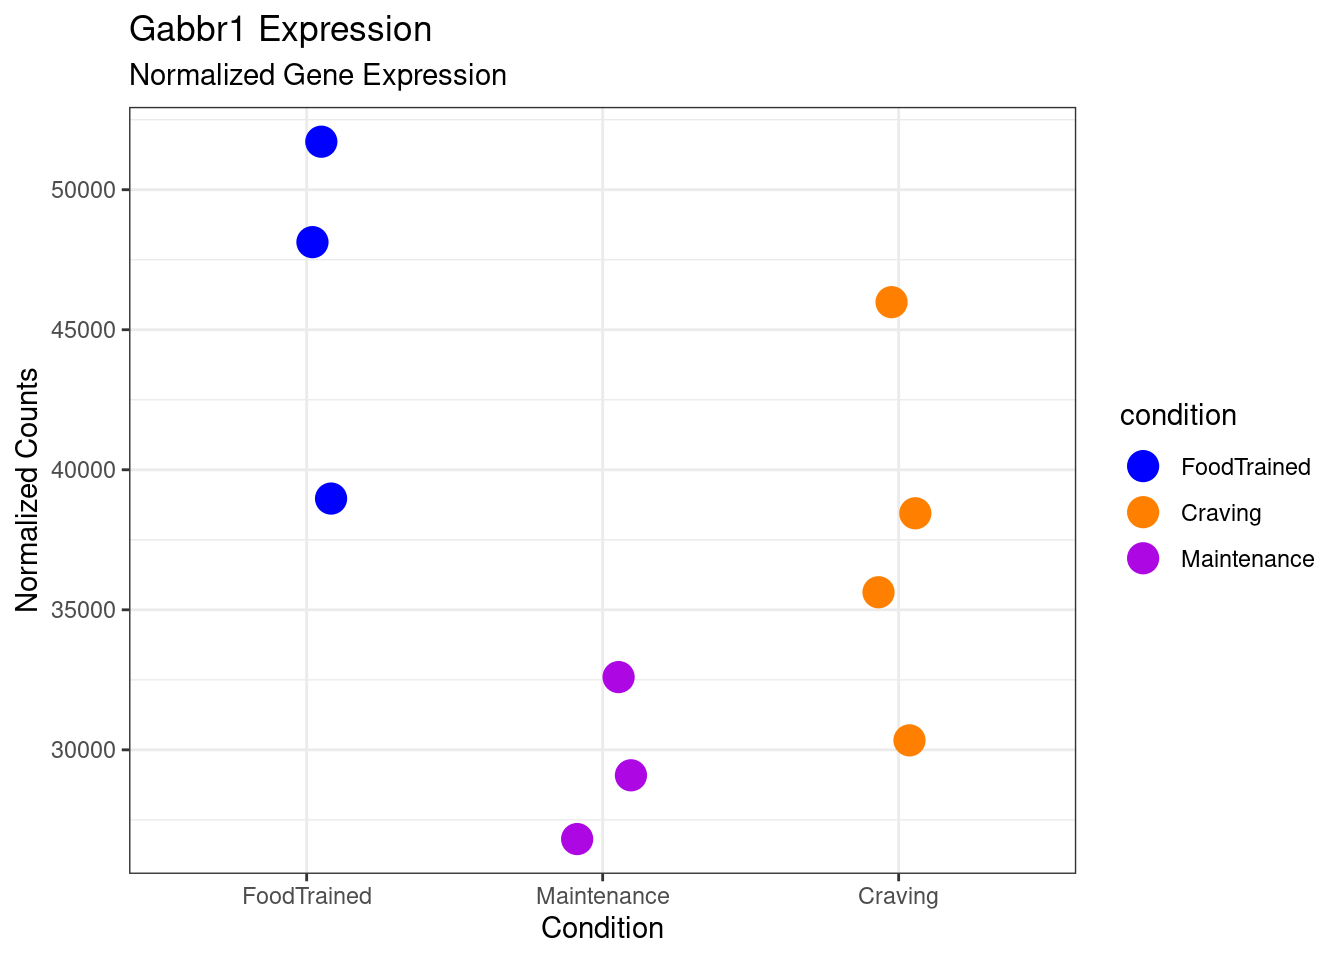 Gabbr1 Expression
Normalized Gene Expression
Normalized Counts
50000
45000
40000
35000
30000
FoodTrained
Maintenance
Craving
Condition
condition
FoodTrained
Craving
Maintenance